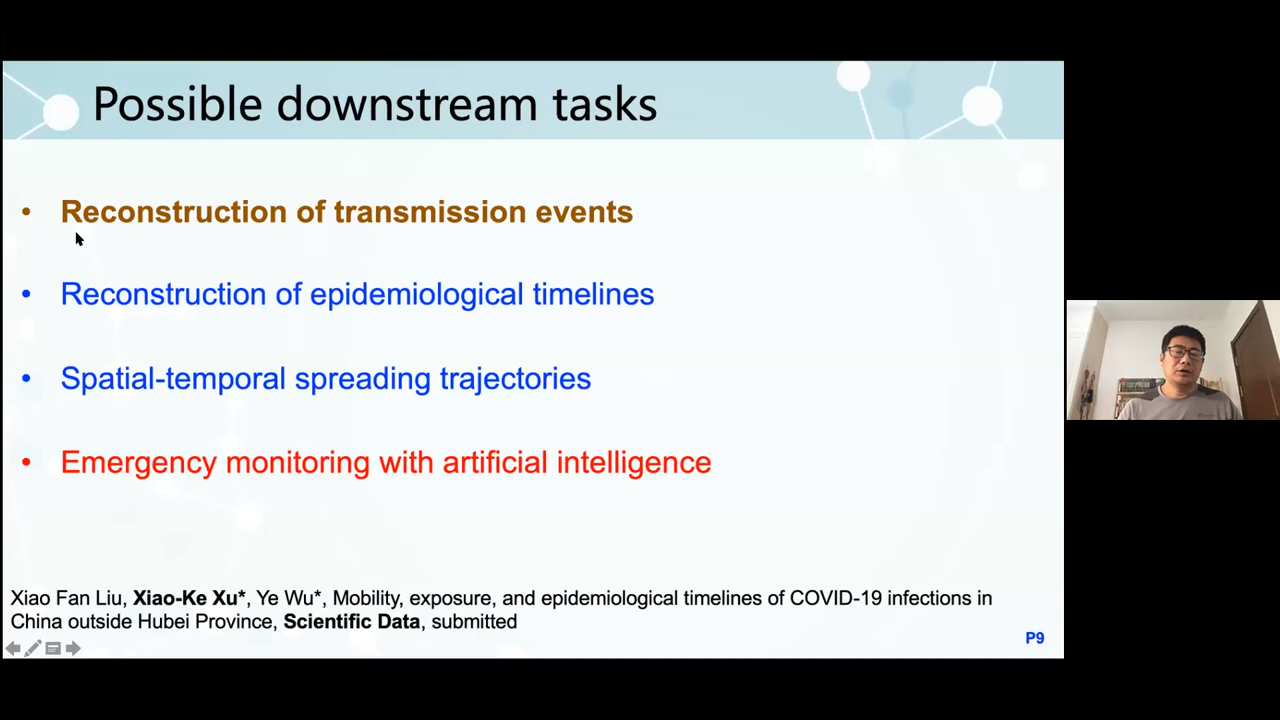 Possible downstream tasks
• Reconstruction of transmission events
• Reconstruction of epidemiological timelines
• Spatial-temporal spreading trajectories
• Emergency monitoring with artificial intelligence
Xiao Fan Liu, Xiao-Ke Xu*, Ye Wu*, Mobility, exposure, and epidemiological timelines of COVID-19 infections in
China outside Hubei Province, Scientific Data, submitted
P9